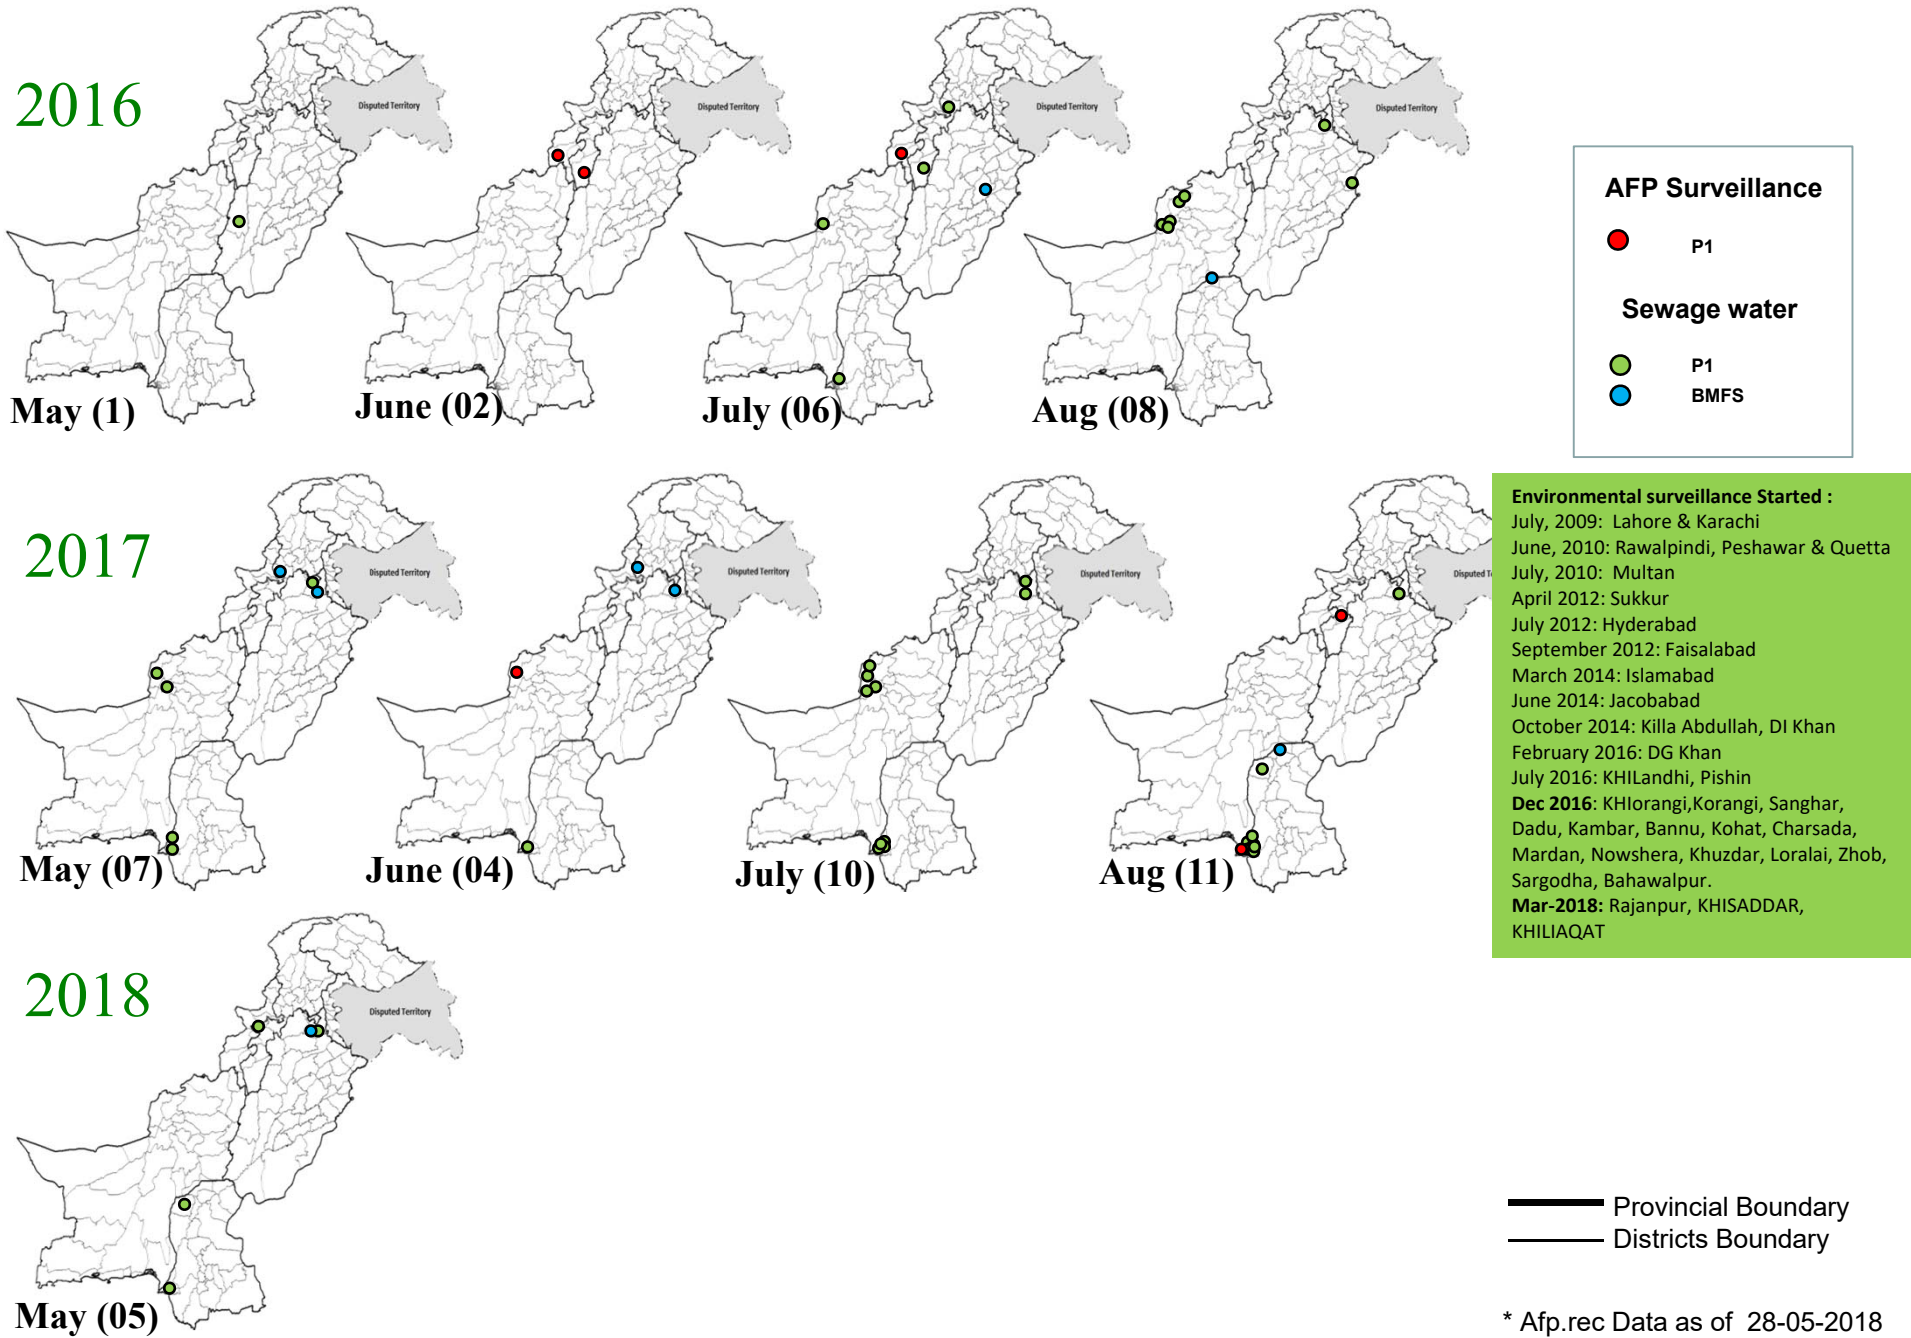 2016
Disputed Territory
Disputed Territory
Disputed Territory
Disputed Territory
May (1)
June (02)
July (06)
Aug (08)
AFP Surveillance
P1
Sewage water
P1
BMFS
2017
Disputed Territory
Disputed Territory
Disputed Territory
Disputed T
May (07)
June (04)
July (10)
Aug (11)
Environmental surveillance Started :
July, 2009: Lahore & Karachi
June, 2010: Rawalpindi, Peshawar & Quetta
July, 2010: Multan
April 2012: Sukkur
July 2012: Hyderabad
September 2012: Faisalabad
March 2014: Islamabad
June 2014: Jacobabad
October 2014: Killa Abdullah, DI Khan
February 2016: DG Khan
July 2016: KHILandhi, Pishin
Dec 2016: KHIorangi,Korangi, Sanghar,
Dadu, Kambar, Bannu, Kohat, Charsada,
Mardan, Nowshera, Khuzdar, Loralai, Zhob,
Sargodha, Bahawalpur.
Mar-2018: Rajanpur, KHISADDAR,
KHILIAQAT
2018
Disputed Territory
May (05)
Provincial Boundary
Districts Boundary
* Afp.rec Data as of 28-05-2018